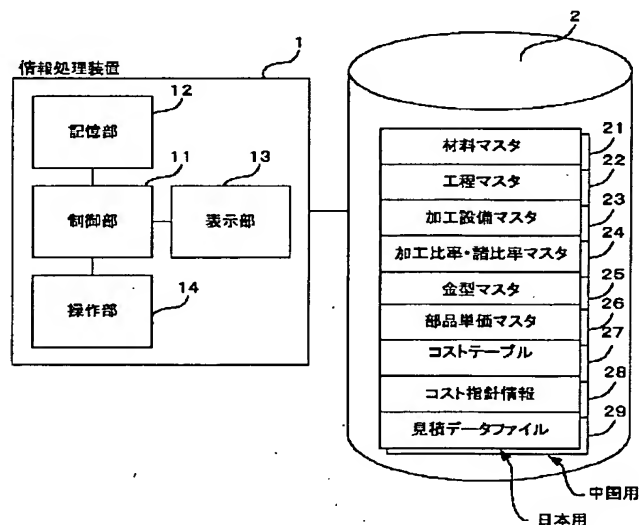 情報処理装置
1
12
記憶部
11
制御部
13
表示部
操作部
14
2
材料マスタ
21
工程マスタ
22
加工設備マスタ
23
加工比率・諸比率マスタ
24
金型マスタ
25
部品単価マスタ
26
コストテーブル
27
コスト指針情報
28
見積データファイル
29
中国用
日本用